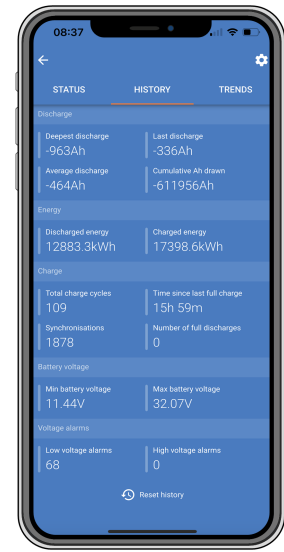 08:37
STATUS HISTORY TRENDS
Discharge
Deepest discharge Last discharge
-963Ah -336Ah
Average discharge Cumulative Ah drawn
-464Ah -611956Ah
Energy
Discharged energy Charged energy
12883.3kWh 17398.6kWh
Charge
Total charge cycles Time since last full charge
109 15h 59m
Synchronisations Number of full discharges
1878 0
Battery voltage
Min battery voltage Max battery voltage
11.44V 32.07V
Voltage alarms
Low voltage alarms High voltage alarms
68 0
Reset history